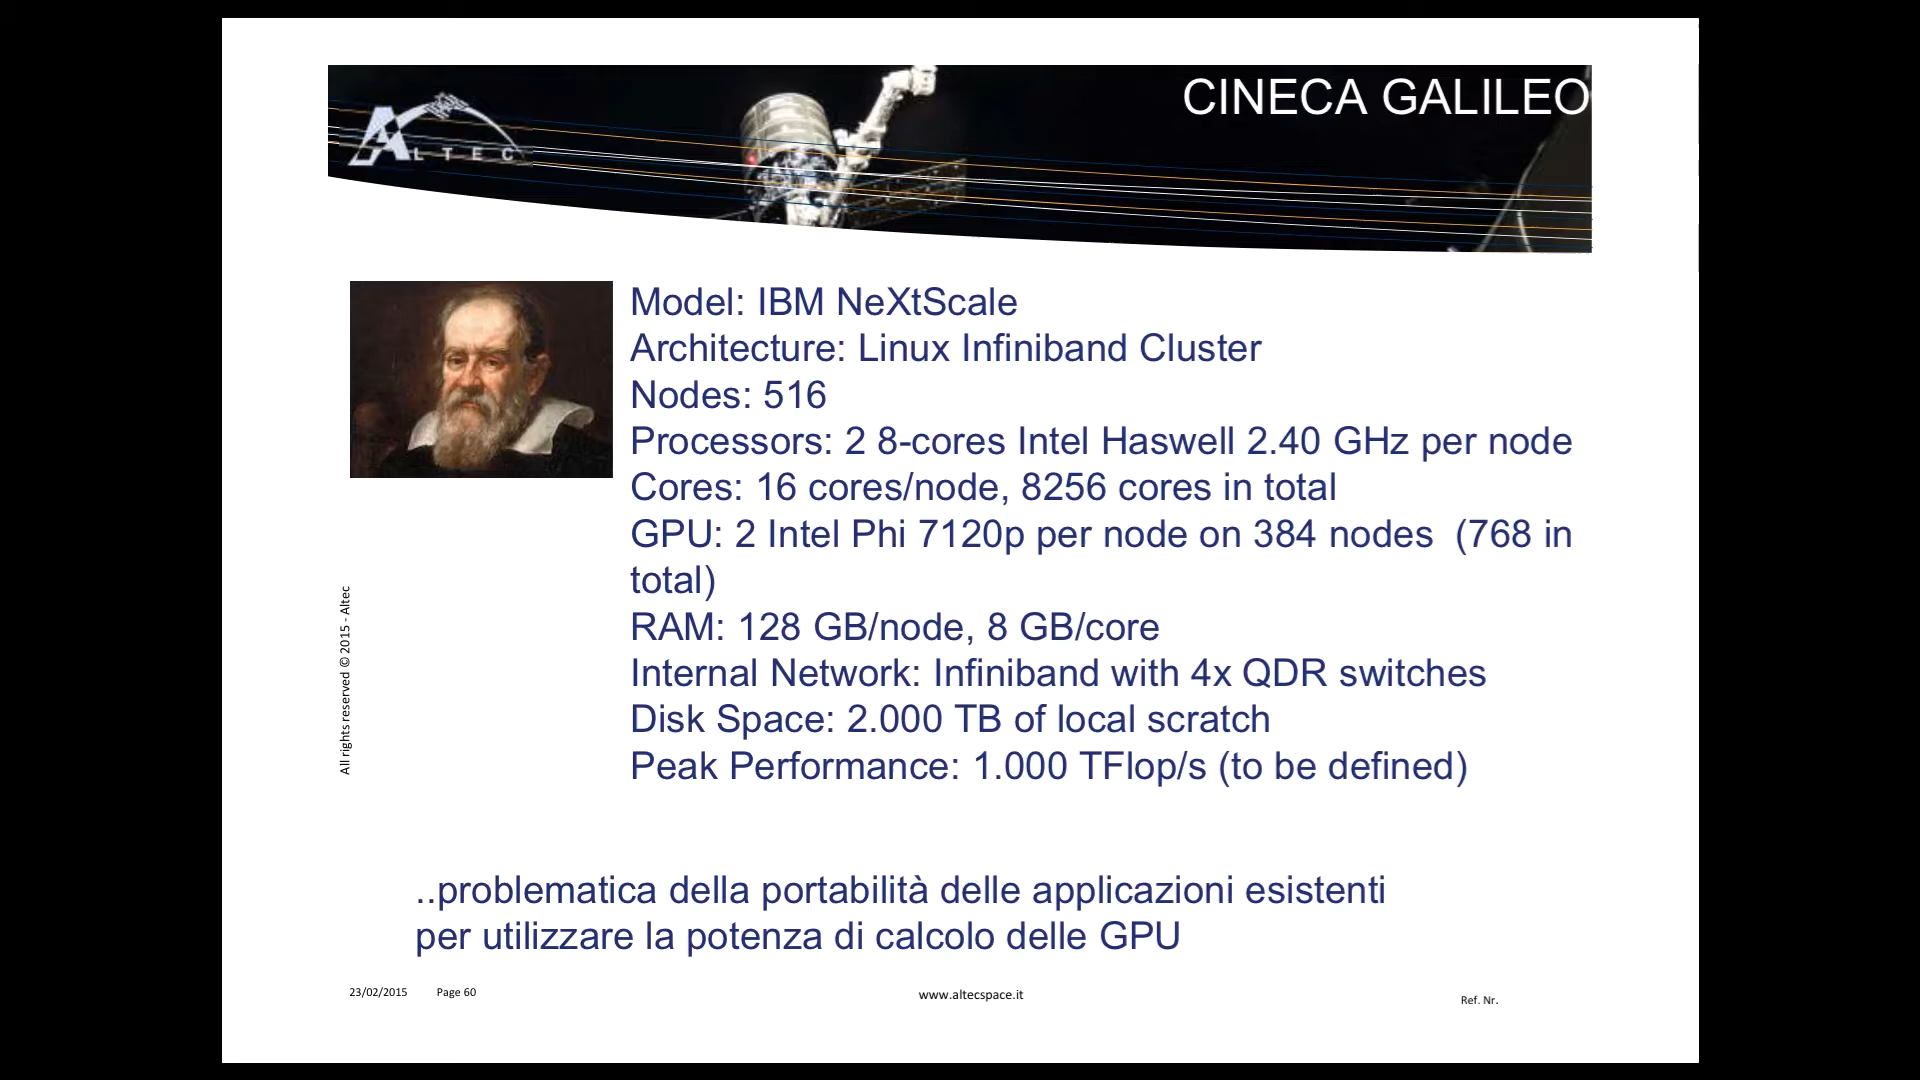 CINECA GALILEO
ALTEC
Model: IBM NeXtScale
Architecture: Linux Infiniband Cluster
Nodes: 516
Processors: 2 8-cores Intel Haswell 2.40 GHz per node
Cores: 16 cores/node, 8256 cores in total
GPU: 2 Intel Phi 7120p per node on 384 nodes  (768 in
total)
RAM: 128 GB/node, 8 GB/core
Internal Network: Infiniband with 4x QDR switches
Disk Space: 2.000 TB of local scratch
Peak Performance: 1.000 TFlop/s (to be defined)
All rights reserved © 2015 - Altec
..problematica della portabilità delle applicazioni esistenti
per utilizzare la potenza di calcolo delle GPU
23/02/2015 Page 60
www.altecspace.it
Ref. Nr.